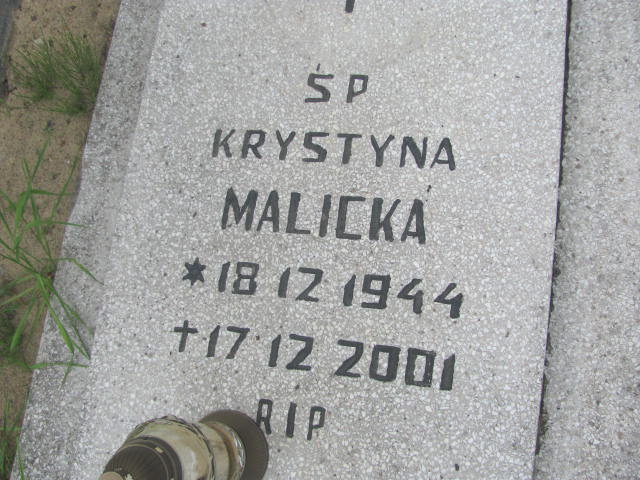 ŚP
KRYSTYNA
MALICKA
* 18 12 1944
† 17 12 2001
RIP